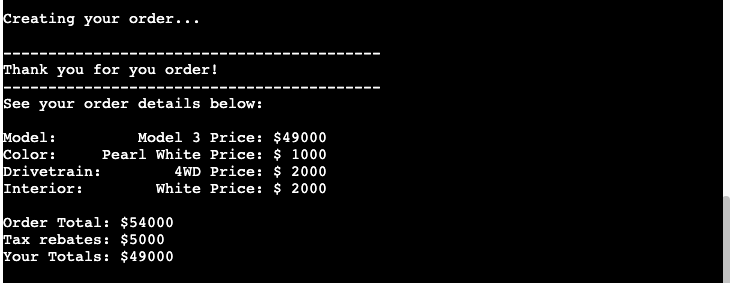 Creating your order...
------------------------------------------
Thank you for you order!
------------------------------------------
See your order details below:
Model: Model 3 Price: $49000
Color: Pearl White Price: $ 1000
Drivetrain: 4WD Price: $ 2000
Interior: White Price: $ 2000
Order Total: $54000
Tax rebates: $5000
Your Totals: $49000